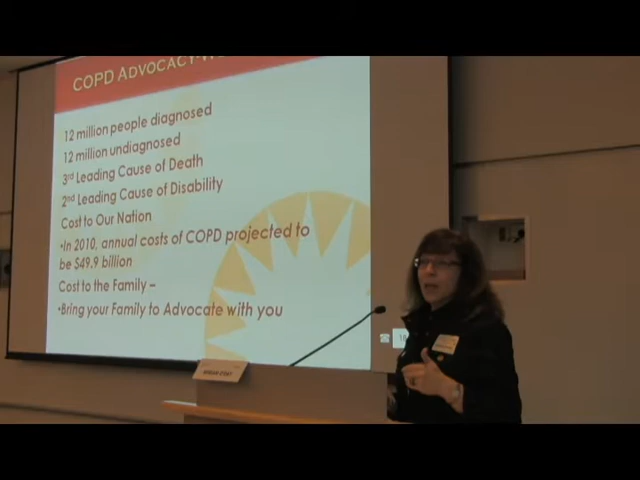 COPD ADVOCACY
12 million people diagnosed
12 million undiagnosed
3rd Leading Cause of Death
2nd Leading Cause of Disability
Cost to Our Nation
•In 2010, annual costs of COPD projected to
be $49.9 billion
Cost to the Family –
•Bring your Family to Advocate with you